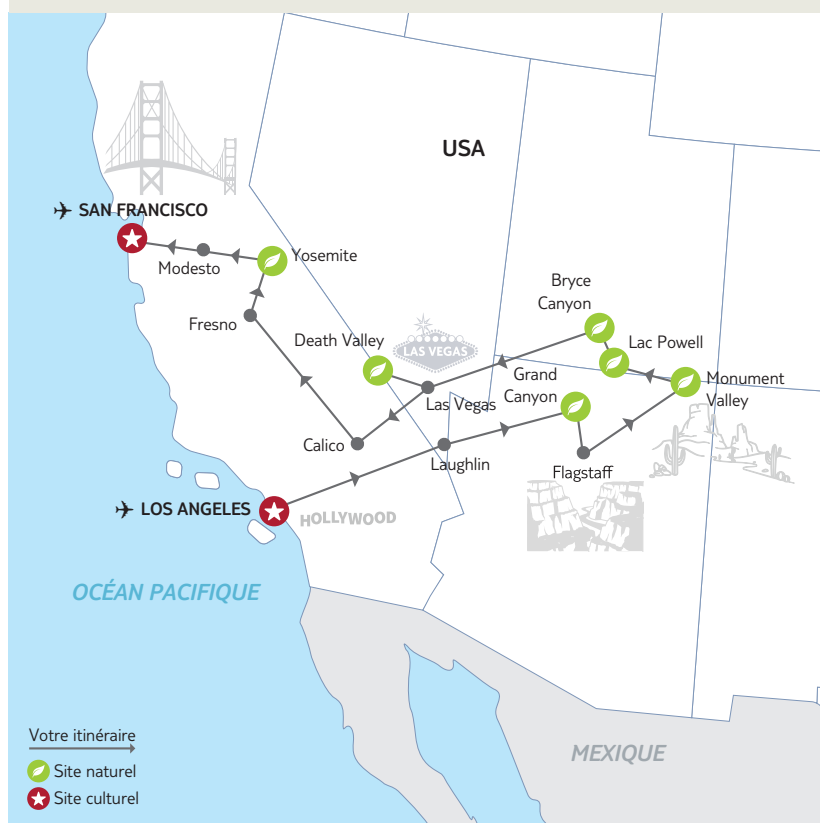 USA
SAN FRANCISCO
Modesto
Yosemite
Fresno
Bryce
Canyon
Death Valley
LAS VEGAS
Lac Powell
Grand
Canyon
Monument
Valley
Las Vegas
Calico
Laughlin
Flagstaff
LOS ANGELES
HOLLYWOOD
OCÉAN PACIFIQUE
MEXIQUE
Votre itinéraire
Site naturel
Site culturel